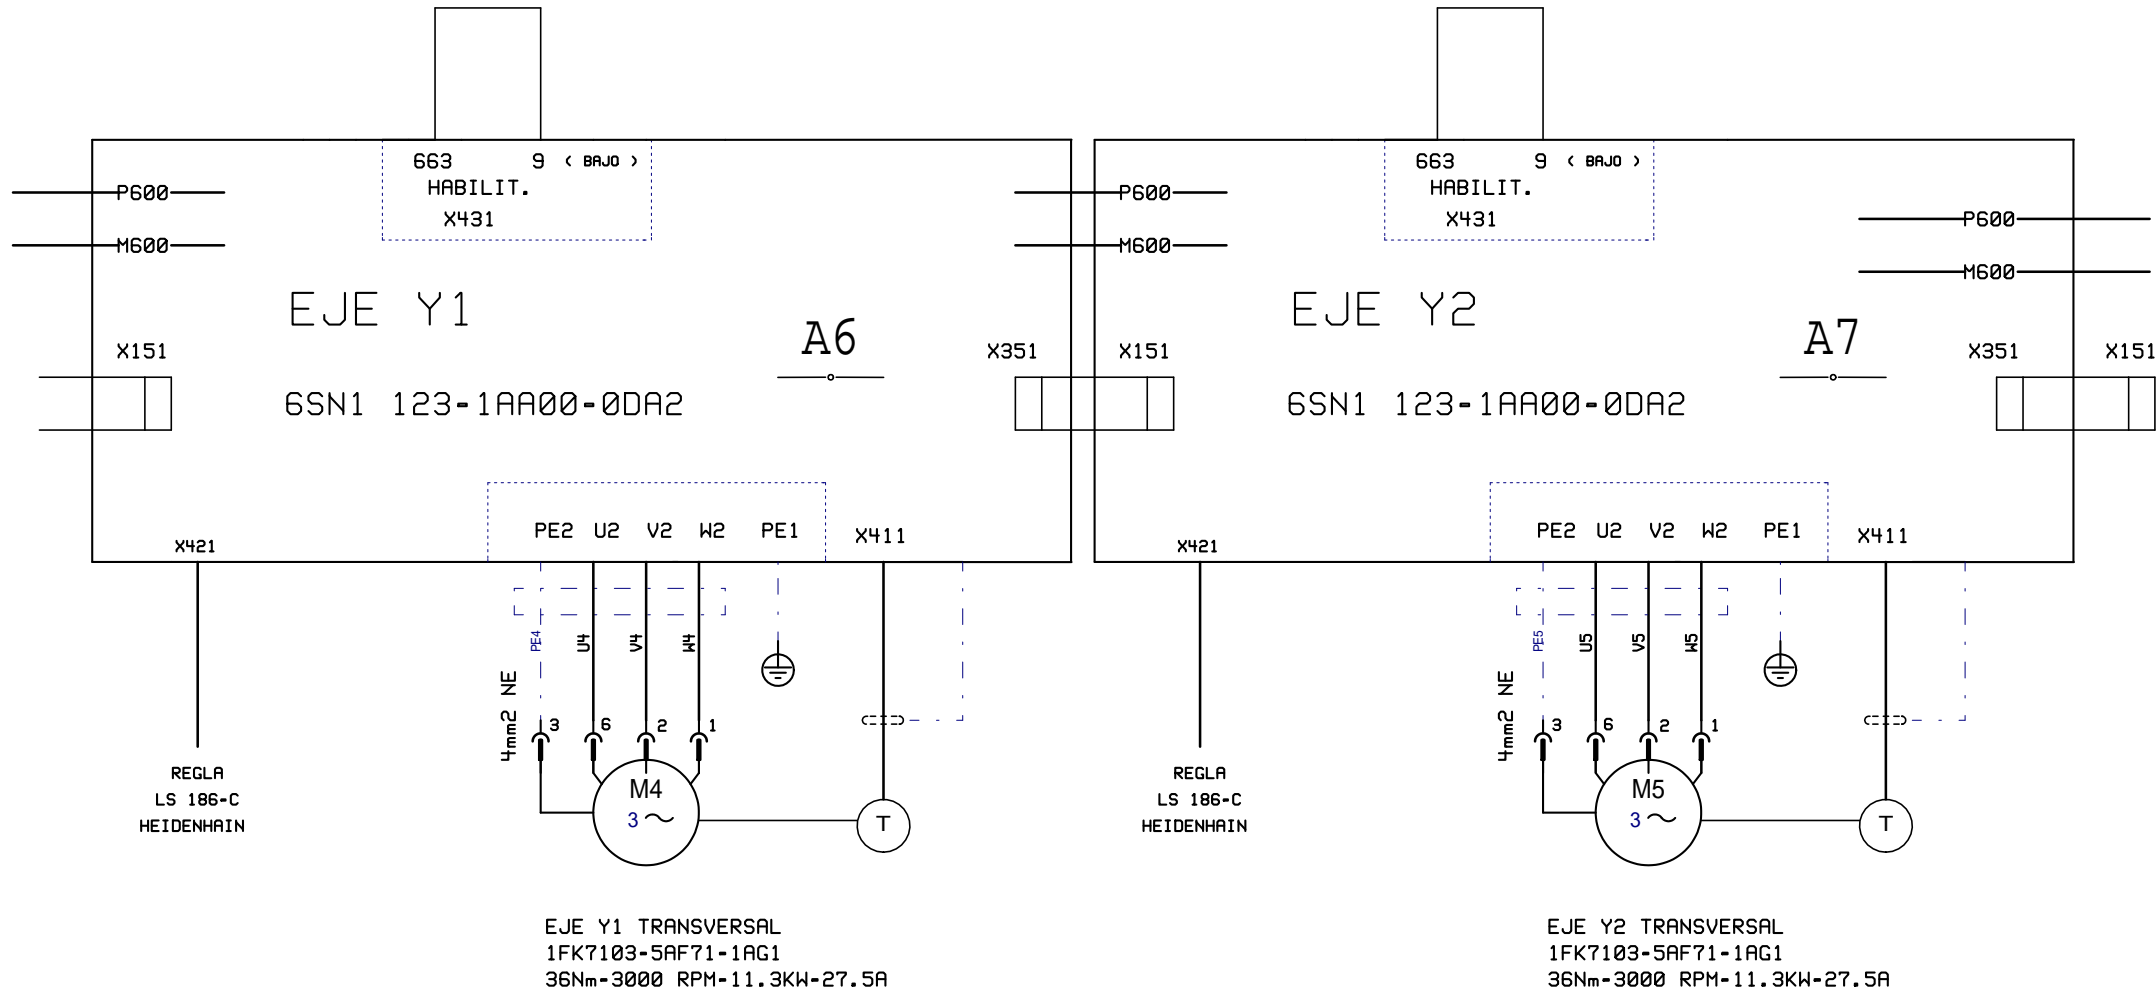 663 9 ( BAJO )
HABILIT.
X431
P600
M600
EJE Y1
A6
X151
X351
6SN1 123-1AA00-0DA2
PE2 U2 V2 W2 PE1
X411
X421
PE4 U4 V4 W4
4mm2 NE
3 6 2 1
REGLA
LS 186-C
HEIDENHAIN
M4
3
T
EJE Y1 TRANSVERSAL
1FK7103-5AF71-1AG1
36Nm-3000 RPM-11.3KW-27.5A
663 9 ( BAJO )
HABILIT.
X431
P600
M600
P600
M600
EJE Y2
A7
X151
X351
X151
6SN1 123-1AA00-0DA2
PE2 U2 V2 W2 PE1
X411
X421
PE5 U5 V5 W5
4mm2 NE
3 6 2 1
REGLA
LS 186-C
HEIDENHAIN
M5
3
T
EJE Y2 TRANSVERSAL
1FK7103-5AF71-1AG1
36Nm-3000 RPM-11.3KW-27.5A